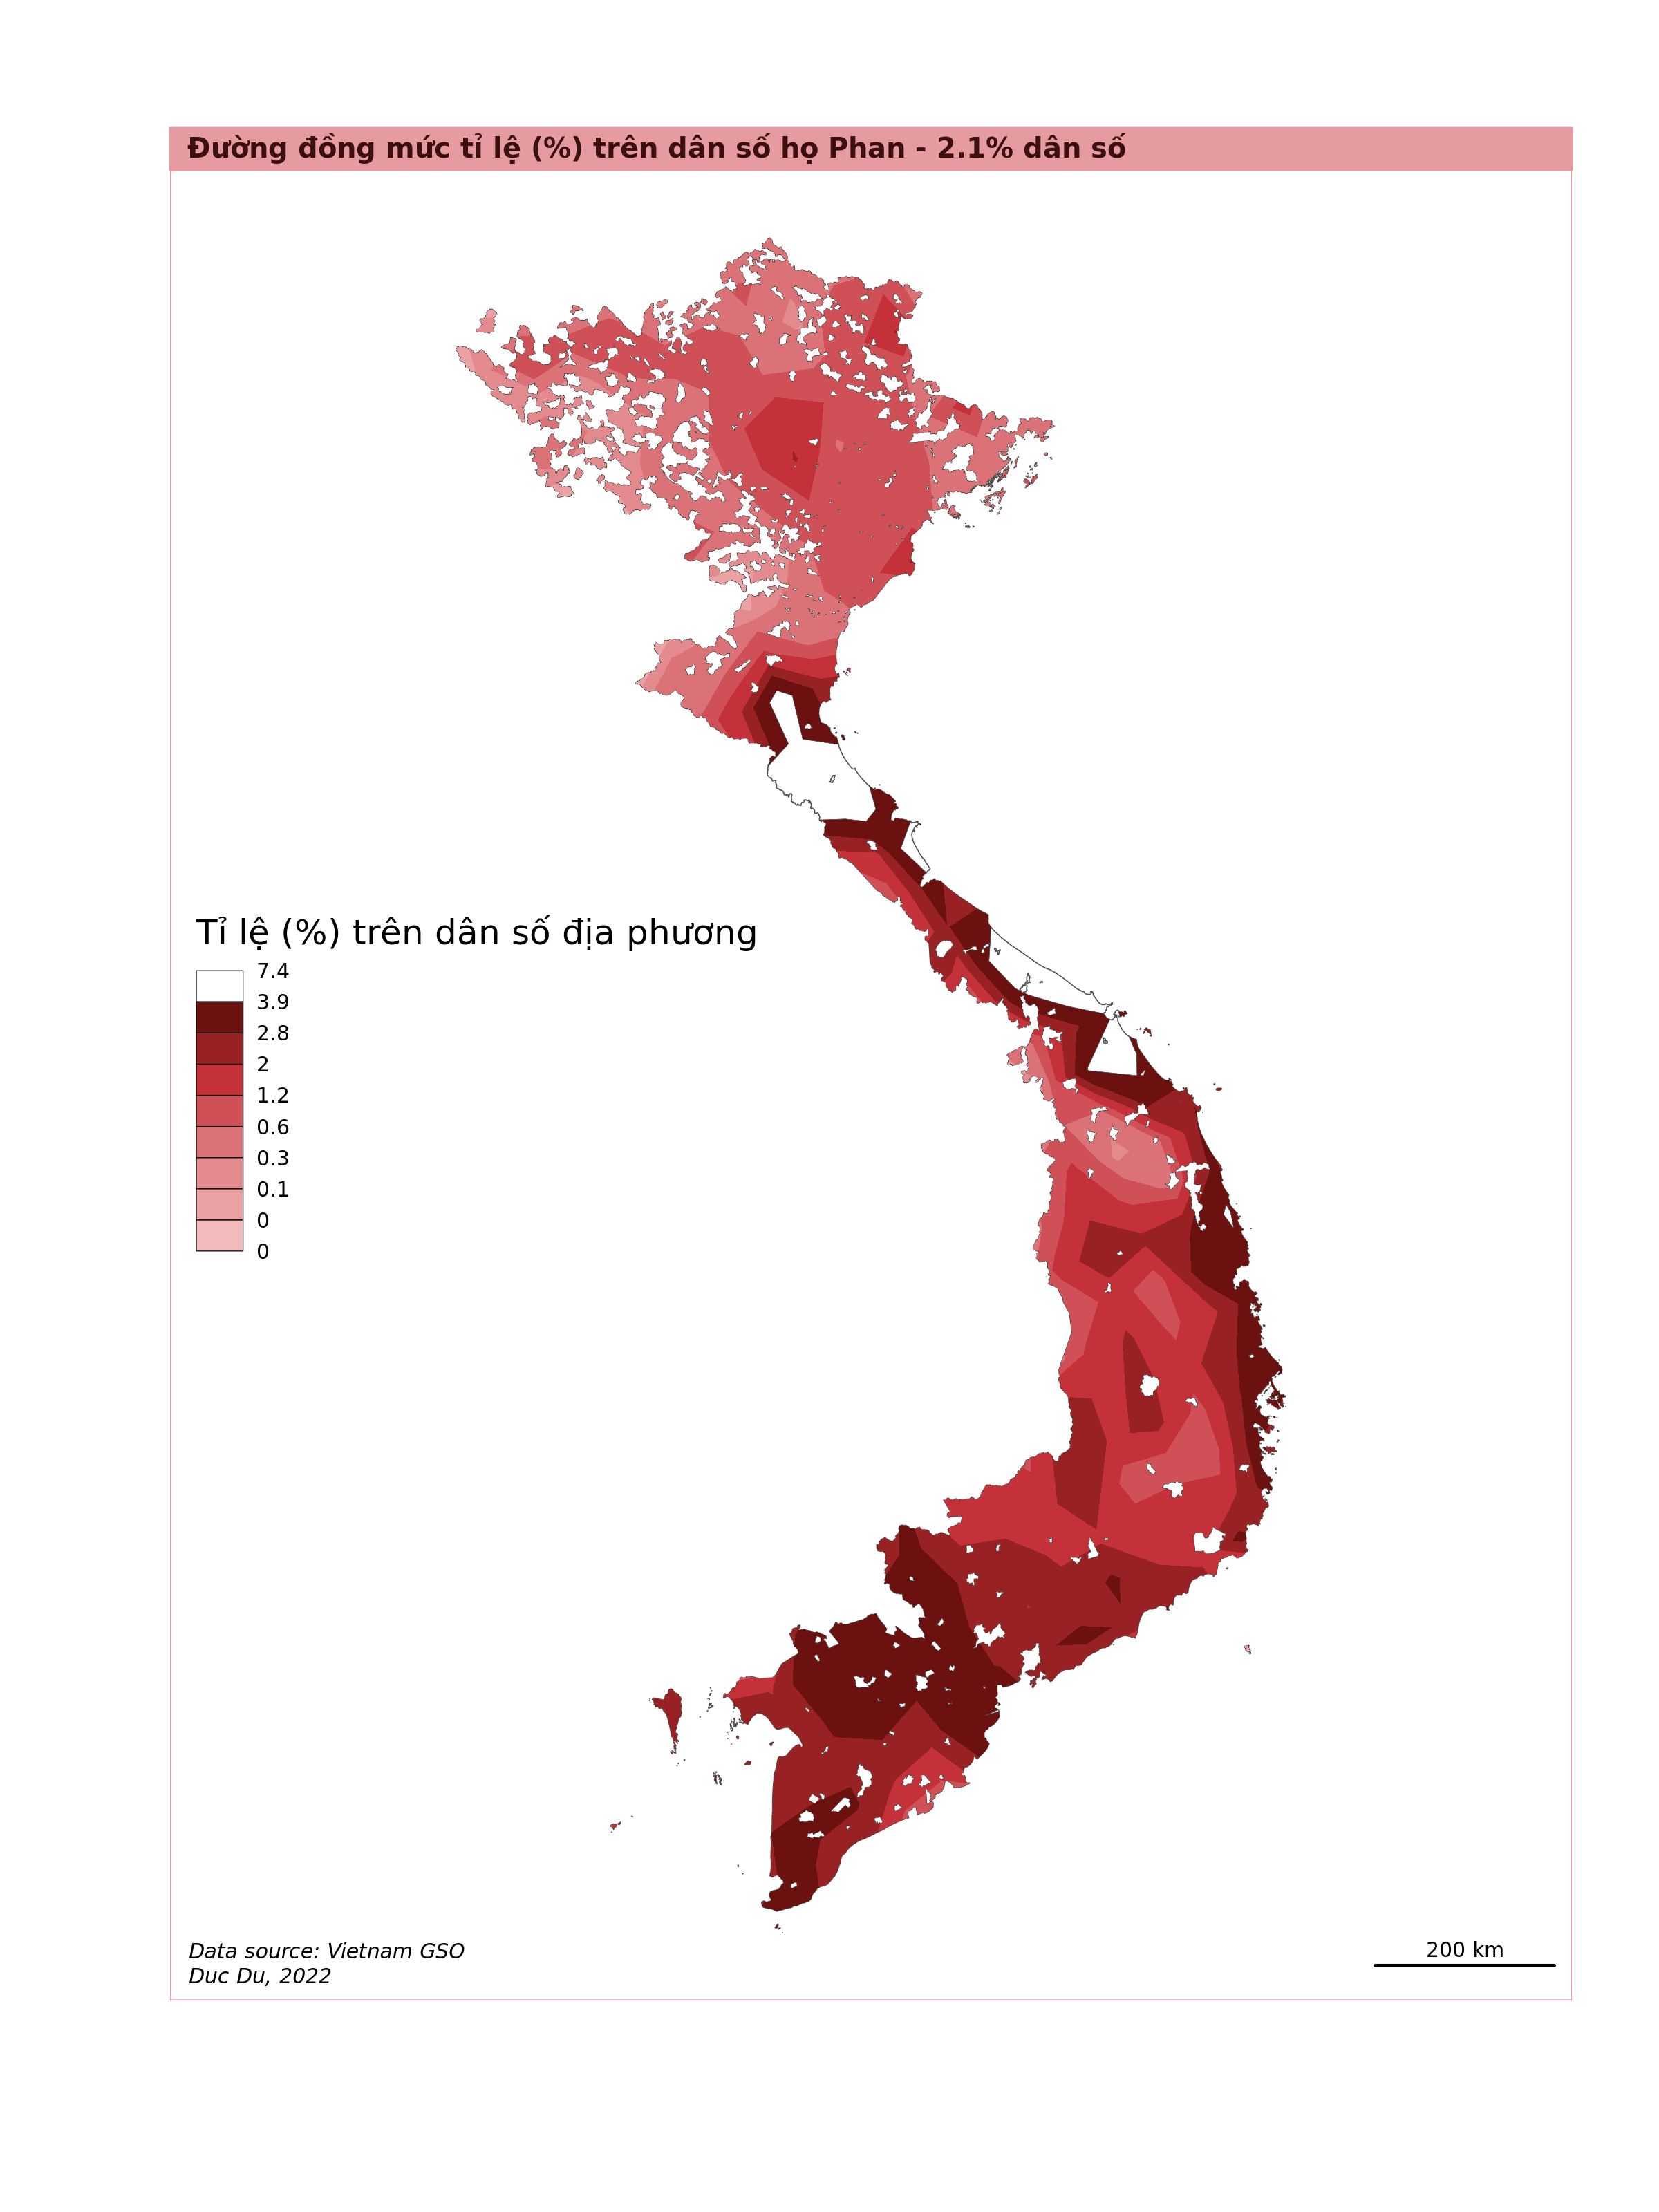 Đường đồng mức tỉ lệ (%) trên dân số họ Phan - 2.1% dân số
Tỉ lệ (%) trên dân số địa phương
7.4
3.9
2.8
2
1.2
0.6
0.3
0.1
0
0
Data source: Vietnam GSO
Duc Du, 2022
200 km